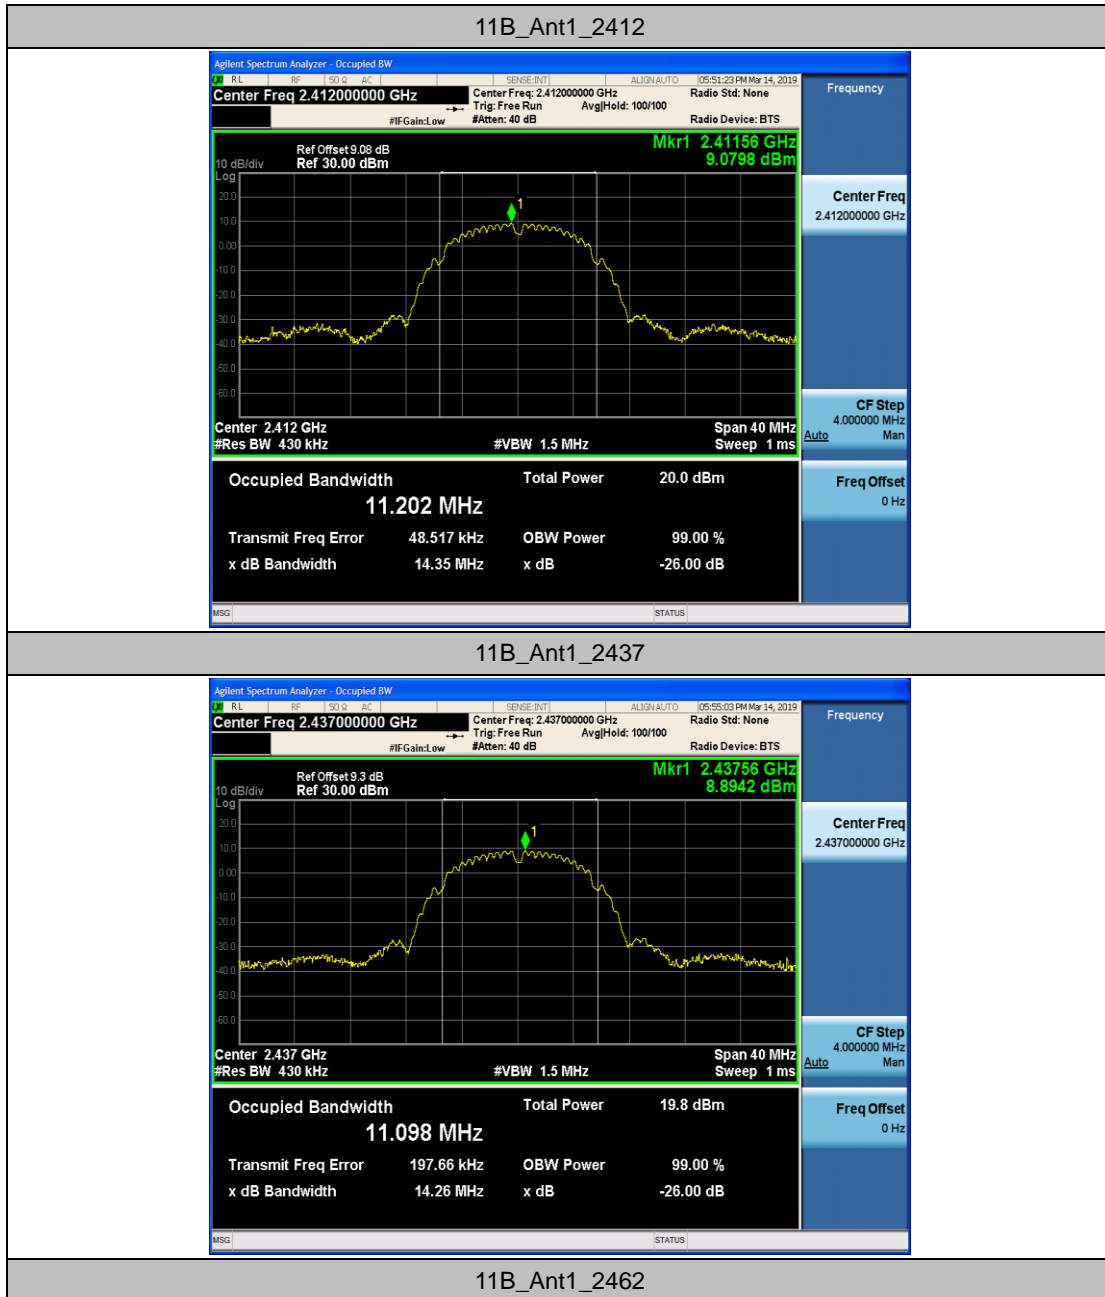 11B_Ant1_2412
Agilent Spectrum Analyzer - Occupied BW
LXI RL RF 50 Ω AC SENSE:INT ALIGN AUTO 05:51:23 PM Mar 14, 2019
Center Freq 2.412000000 GHz Center Freq: 2.412000000 GHz Radio Std: None Frequency
Trig: Free Run Avg|Hold: 100/100
#IFGain:Low #Atten: 40 dB Radio Device: BTS
Ref Offset 9.08 dB Mkr1 2.41156 GHz
10 dB/div Ref 30.00 dBm 9.0798 dBm
Log
20.0
10.0
0.00
-10.0
-20.0
-30.0
-40.0
-50.0
-60.0
1
Center Freq
2.412000000 GHz
Center 2.412 GHz Span 40 MHz
#Res BW 430 kHz #VBW 1.5 MHz Sweep 1 ms
CF Step
4.000000 MHz
Auto Man
Occupied Bandwidth Total Power 20.0 dBm
11.202 MHz
Freq Offset
0 Hz
Transmit Freq Error 48.517 kHz OBW Power 99.00 %
x dB Bandwidth 14.35 MHz x dB -26.00 dB
MSG STATUS
11B_Ant1_2437
Agilent Spectrum Analyzer - Occupied BW
LXI RL RF 50 Ω AC SENSE:INT ALIGN AUTO 05:55:03 PM Mar 14, 2019
Center Freq 2.437000000 GHz Center Freq: 2.437000000 GHz Radio Std: None Frequency
Trig: Free Run Avg|Hold: 100/100
#IFGain:Low #Atten: 40 dB Radio Device: BTS
Ref Offset 9.3 dB Mkr1 2.43756 GHz
10 dB/div Ref 30.00 dBm 8.8942 dBm
Log
20.0
10.0
0.00
-10.0
-20.0
-30.0
-40.0
-50.0
-60.0
1
Center Freq
2.437000000 GHz
Center 2.437 GHz Span 40 MHz
#Res BW 430 kHz #VBW 1.5 MHz Sweep 1 ms
CF Step
4.000000 MHz
Auto Man
Occupied Bandwidth Total Power 19.8 dBm
11.098 MHz
Freq Offset
0 Hz
Transmit Freq Error 197.66 kHz OBW Power 99.00 %
x dB Bandwidth 14.26 MHz x dB -26.00 dB
MSG STATUS
11B_Ant1_2462